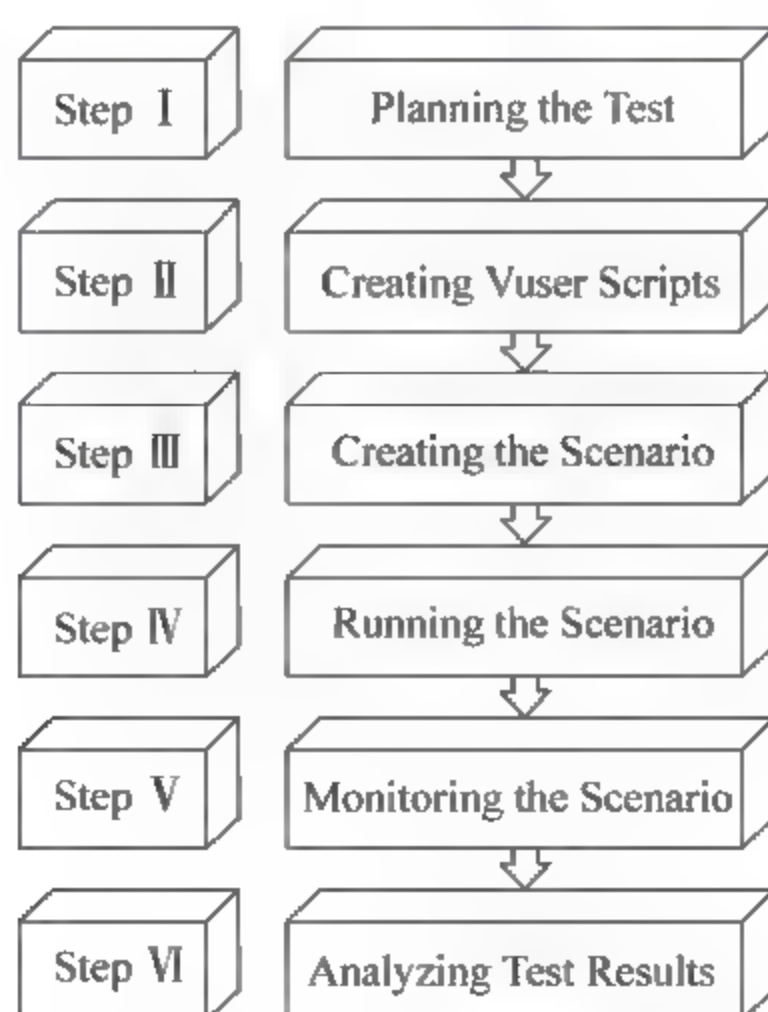 Step Ⅰ Planning the Test
Step Ⅱ Creating Vuser Scripts
Step Ⅲ Creating the Scenario
Step Ⅳ Running the Scenario
Step Ⅴ Monitoring the Scenario
Step Ⅵ Analyzing Test Results